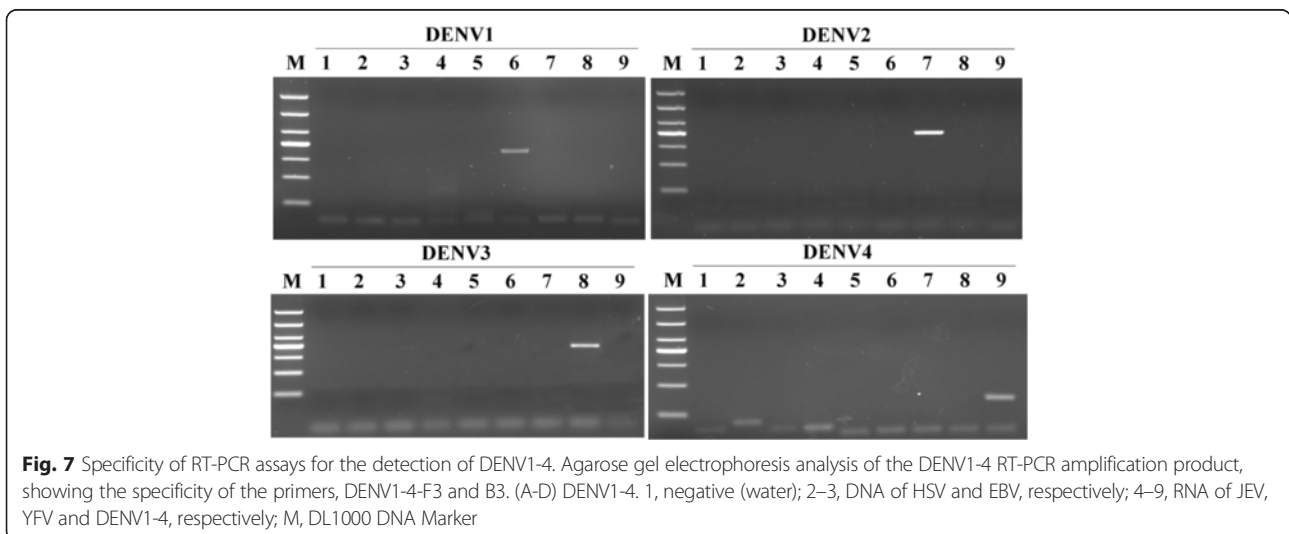 DENV1
M 1 2 3 4 5 6 7 8 9
DENV2
M 1 2 3 4 5 6 7 8 9
DENV3
M 1 2 3 4 5 6 7 8 9
DENV4
M 1 2 3 4 5 6 7 8 9
Fig. 7 Specificity of RT-PCR assays for the detection of DENV1-4. Agarose gel electrophoresis analysis of the DENV1-4 RT-PCR amplification product,
showing the specificity of the primers, DENV1-4-F3 and B3. (A-D) DENV1-4. 1, negative (water); 2–3, DNA of HSV and EBV, respectively; 4–9, RNA of JEV,
YFV and DENV1-4, respectively; M, DL1000 DNA Marker